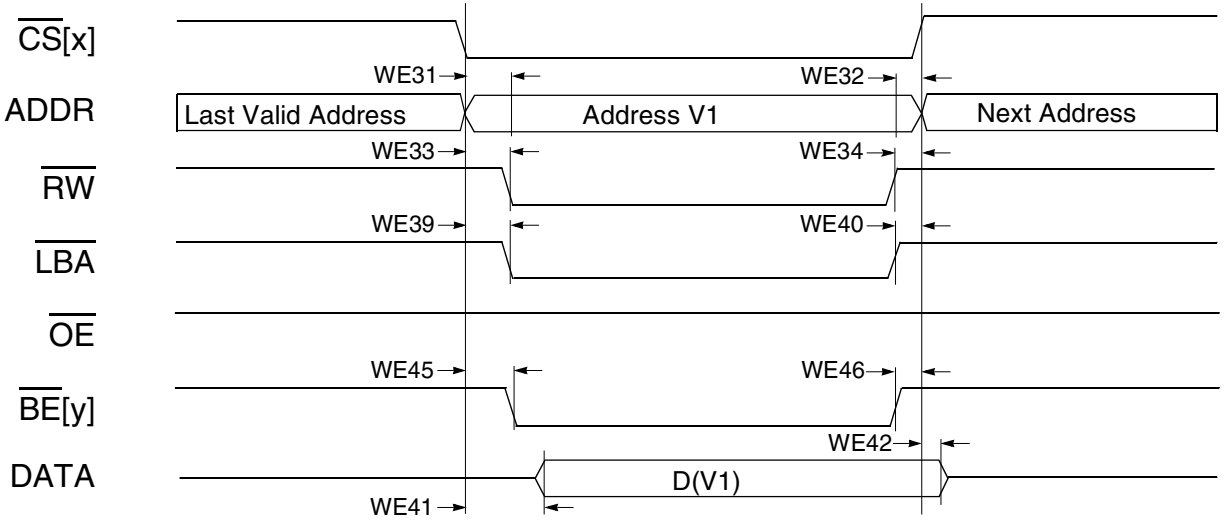 CS[x]
WE31 WE32
ADDR Last Valid Address Address V1 Next Address
WE33 WE34
RW
WE39 WE40
LBA
OE
WE45 WE46
BE[y]
WE42
DATA D(V1)
WE41